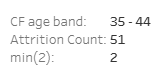 CF age band: 35 - 44
Attrition Count: 51
min(2): 2